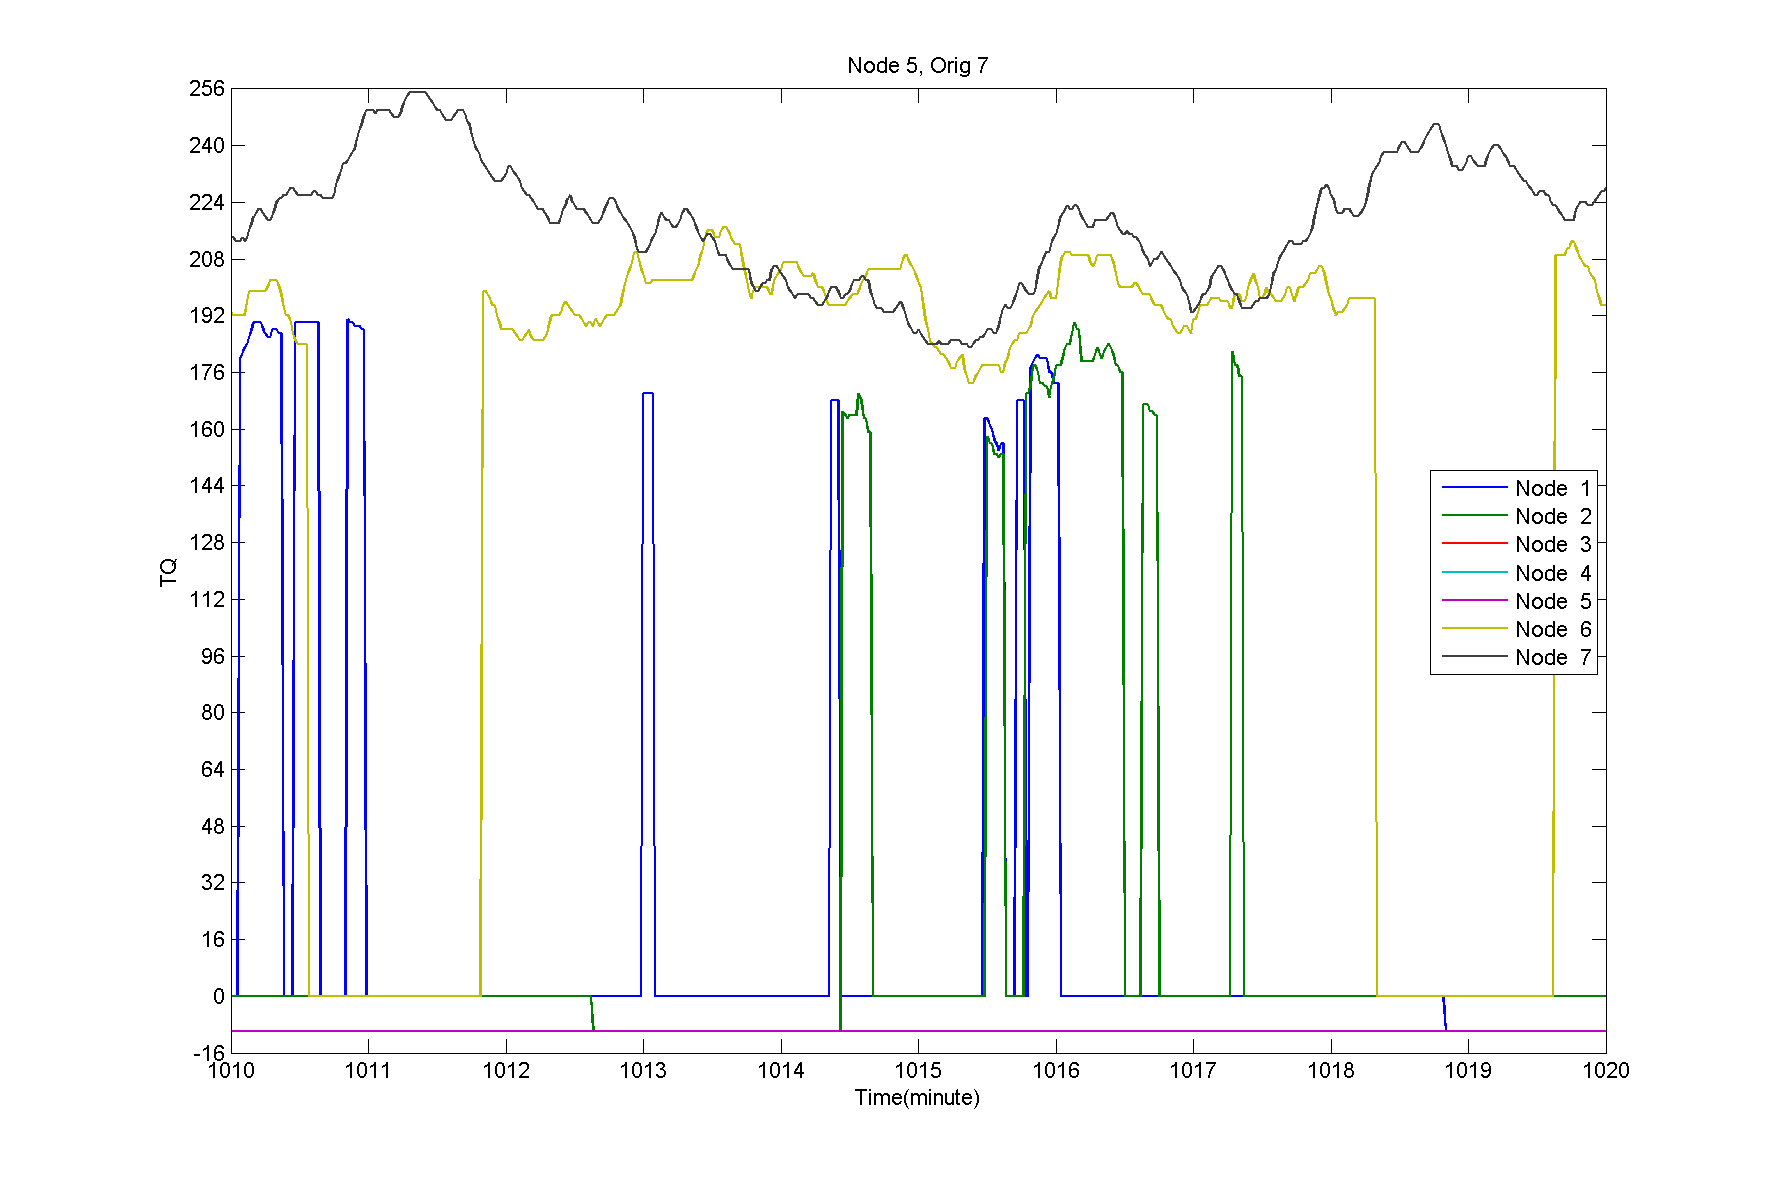 Node 5, Orig 7
256
240
224
208
192
176
160
144
128
112
96
80
64
48
32
16
0
-16
TQ
Node 1
Node 2
Node 3
Node 4
Node 5
Node 6
Node 7
1010 1011 1012 1013 1014 1015 1016 1017 1018 1019 1020
Time(minute)